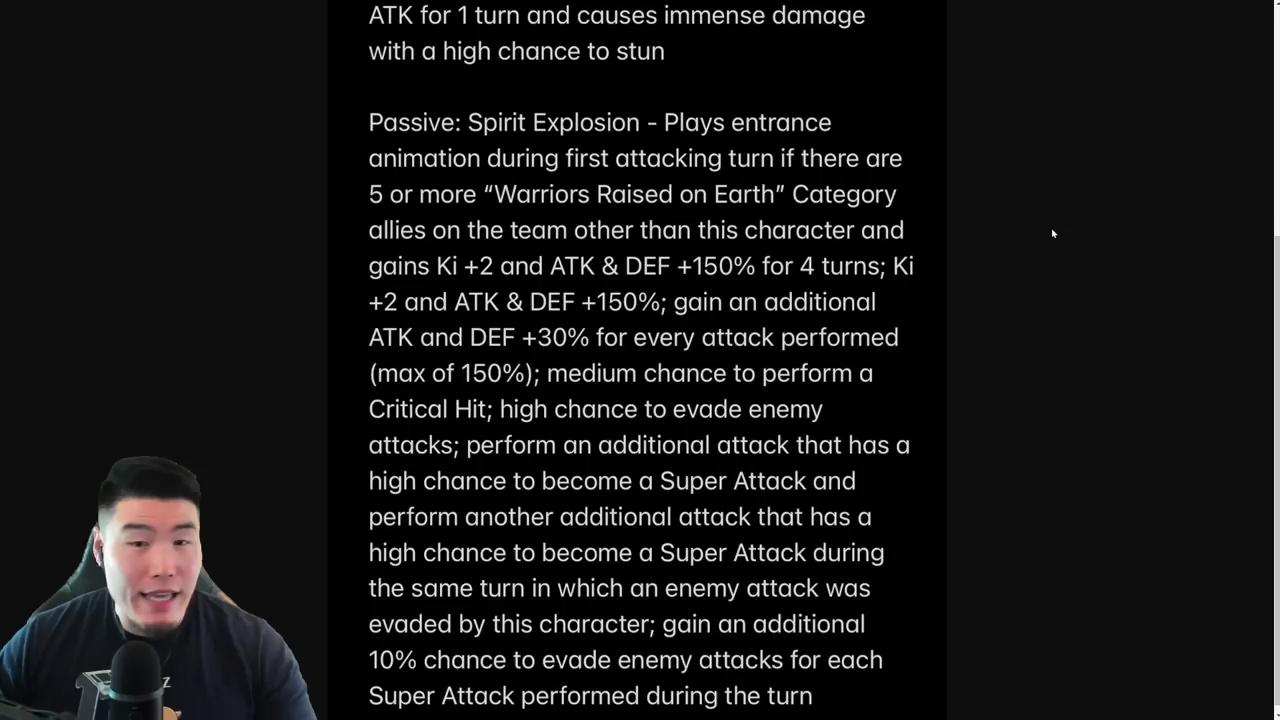 ATK for 1 turn and causes immense damage
with a high chance to stun
Passive: Spirit Explosion - Plays entrance
animation during first attacking turn if there are
5 or more “Warriors Raised on Earth” Category
allies on the team other than this character and
gains Ki +2 and ATK & DEF +150% for 4 turns; Ki
+2 and ATK & DEF +150%; gain an additional
ATK and DEF +30% for every attack performed
(max of 150%); medium chance to perform a
Critical Hit; high chance to evade enemy
attacks; perform an additional attack that has a
high chance to become a Super Attack and
perform another additional attack that has a
high chance to become a Super Attack during
the same turn in which an enemy attack was
evaded by this character; gain an additional
10% chance to evade enemy attacks for each
Super Attack performed during the turn